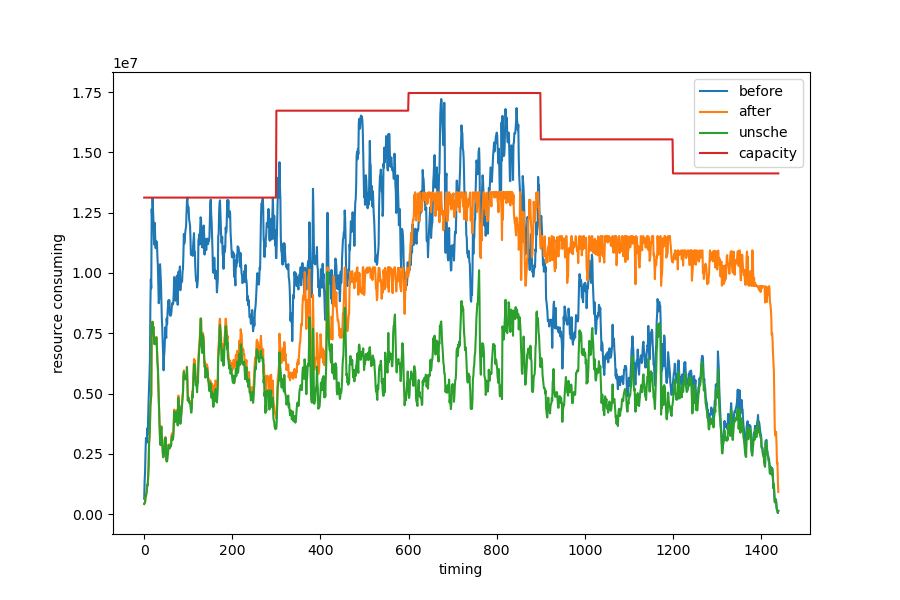 1e7
1.75
1.50
1.25
1.00
0.75
0.50
0.25
0.00
resource consuming
0 200 400 600 800 1000 1200 1400
timing
before
after
unsche
capacity